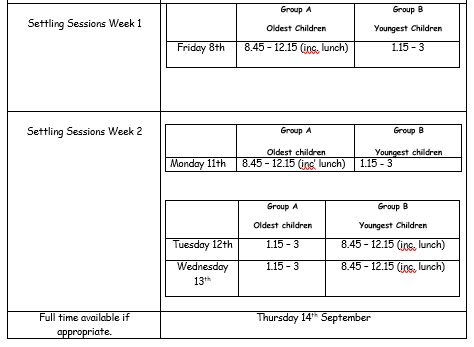 Settling Sessions Week 1
Group A Group B
Oldest Children Youngest Children
Friday 8th 8.45 – 12.15 (inc. lunch) 1.15 – 3
Settling Sessions Week 2
Group A Group B
Oldest children Youngest children
Monday 11th 8.45 – 12.15 (inc' lunch) 1.15 - 3
Group A Group B
Oldest children Youngest Children
Tuesday 12th 1.15 – 3 8.45 – 12.15 (inc. lunch)
Wednesday 1.15 – 3 8.45 – 12.15 (inc. lunch)
13th
Full time available if Thursday 14th September
appropriate.